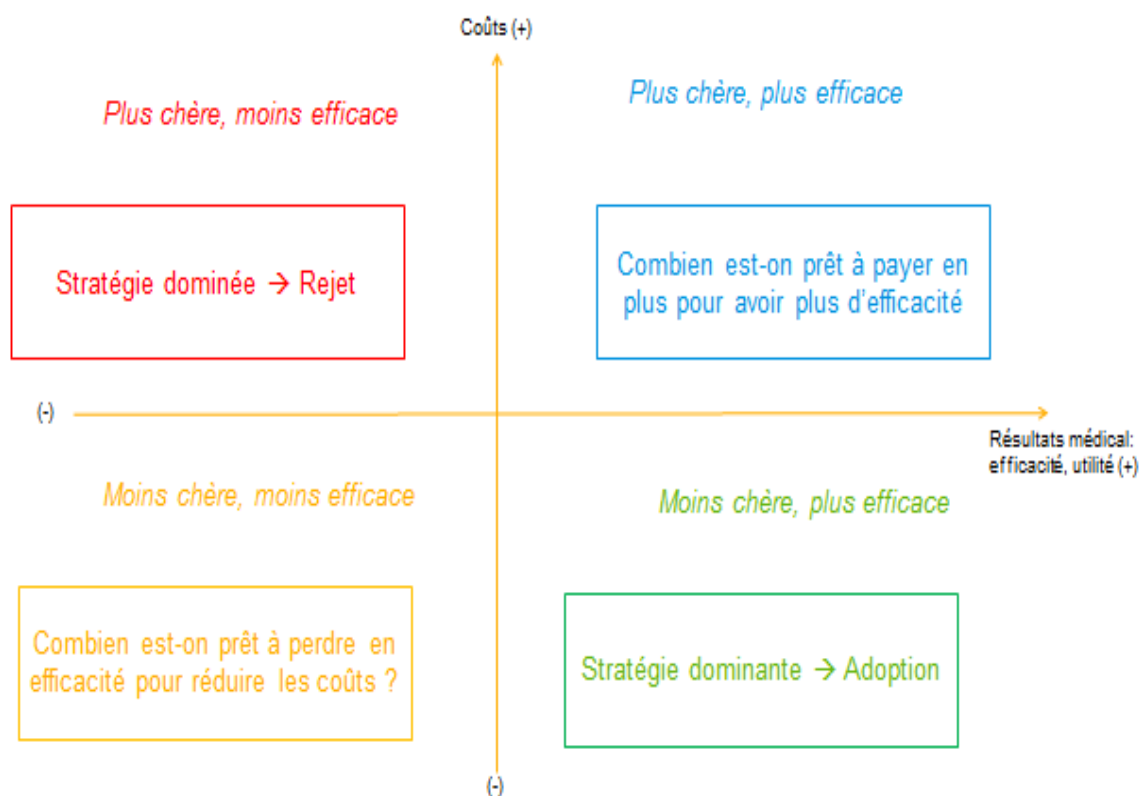 Coûts (+)
Plus chère, moins efficace
Plus chère, plus efficace
Stratégie dominée → Rejet
Combien est-on prêt à payer en
plus pour avoir plus d'efficacité
(-)
Résultats médical:
efficacité, utilité (+)
Moins chère, moins efficace
Moins chère, plus efficace
Combien est-on prêt à perdre en
efficacité pour réduire les coûts ?
Stratégie dominante → Adoption
(-)